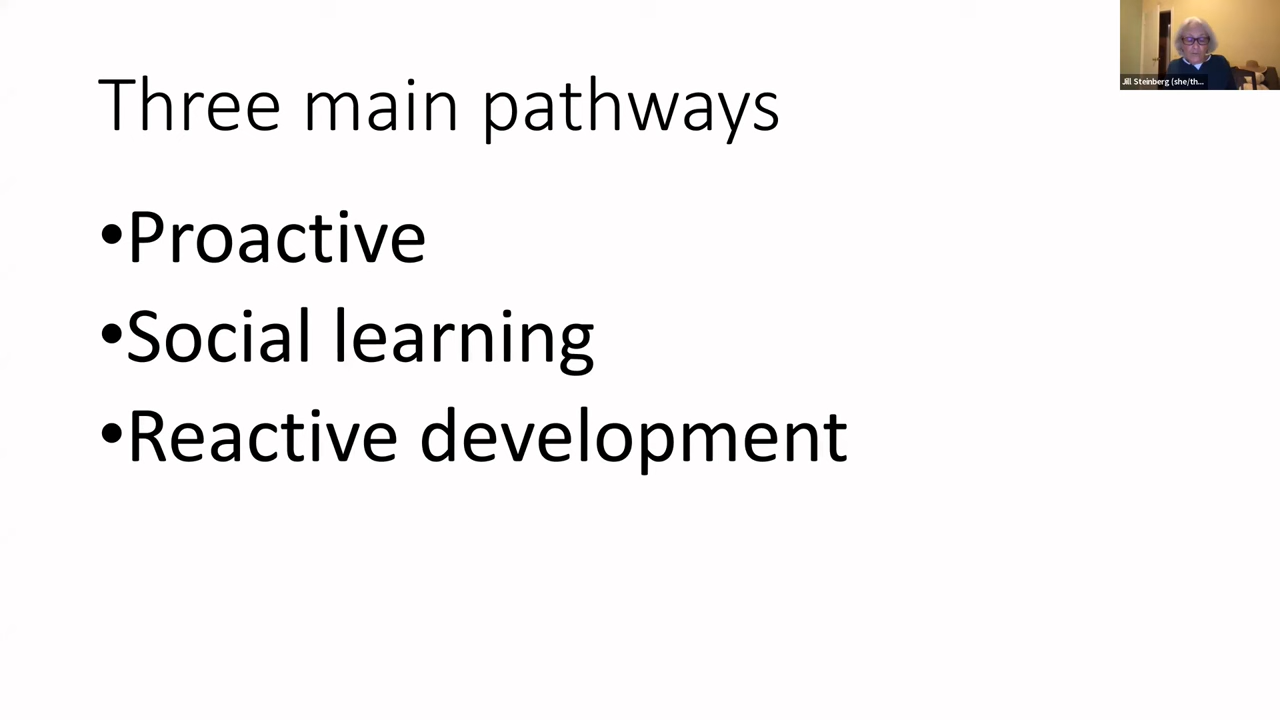 Three main pathways
•Proactive
•Social learning
•Reactive development
Jill Steinberg (she/th...